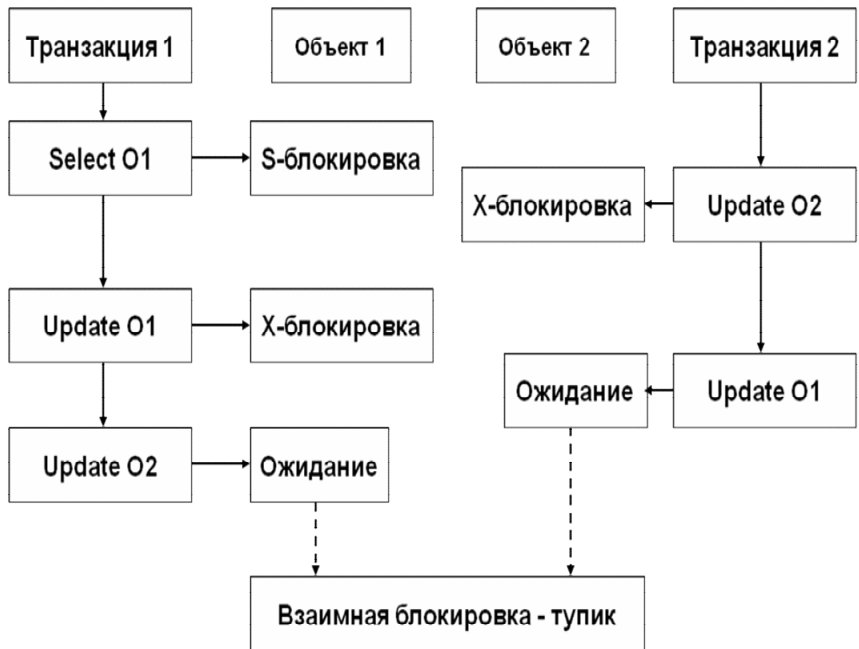 Транзакция 1
Объект 1
Объект 2
Транзакция 2
Select O1
S-блокировка
X-блокировка
Update O2
Update O1
X-блокировка
Ожидание
Update O1
Update O2
Ожидание
Взаимная блокировка - тупик